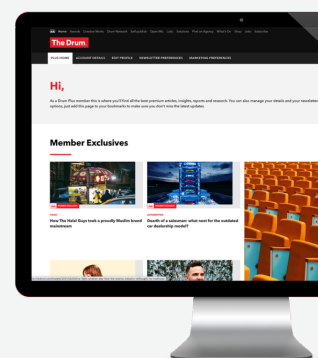 Home
The Drum.
PLUS HOME ACCOUNT DETAILS EDIT PROFILE NEWSLETTER PREFERENCES MARKETING PREFERENCES
Hi,
As a Drum Plus member this is where you'll find all the best premium articles, insights, reports and research. You can also manage your details and your newsletter
options, just add this page to your bookmarks to make sure you don't miss the latest updates.
Member Exclusives
How The Halal Guys took a proudly Muslim brand
mainstream
Dearth of a salesman: what next for the outdated
car dealership model?